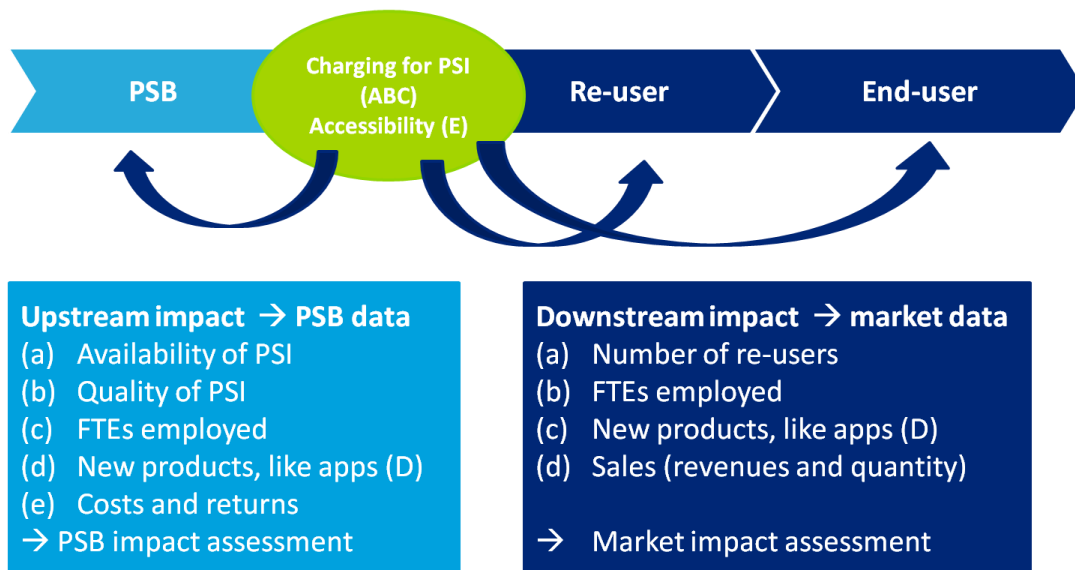 PSB
Charging for PSI
(ABC)
Accessibility (E)
Re-user
End-user
Upstream impact → PSB data
(a) Availability of PSI
(b) Quality of PSI
(c) FTEs employed
(d) New products, like apps (D)
(e) Costs and returns
→ PSB impact assessment
Downstream impact → market data
(a) Number of re-users
(b) FTEs employed
(c) New products, like apps (D)
(d) Sales (revenues and quantity)
→ Market impact assessment